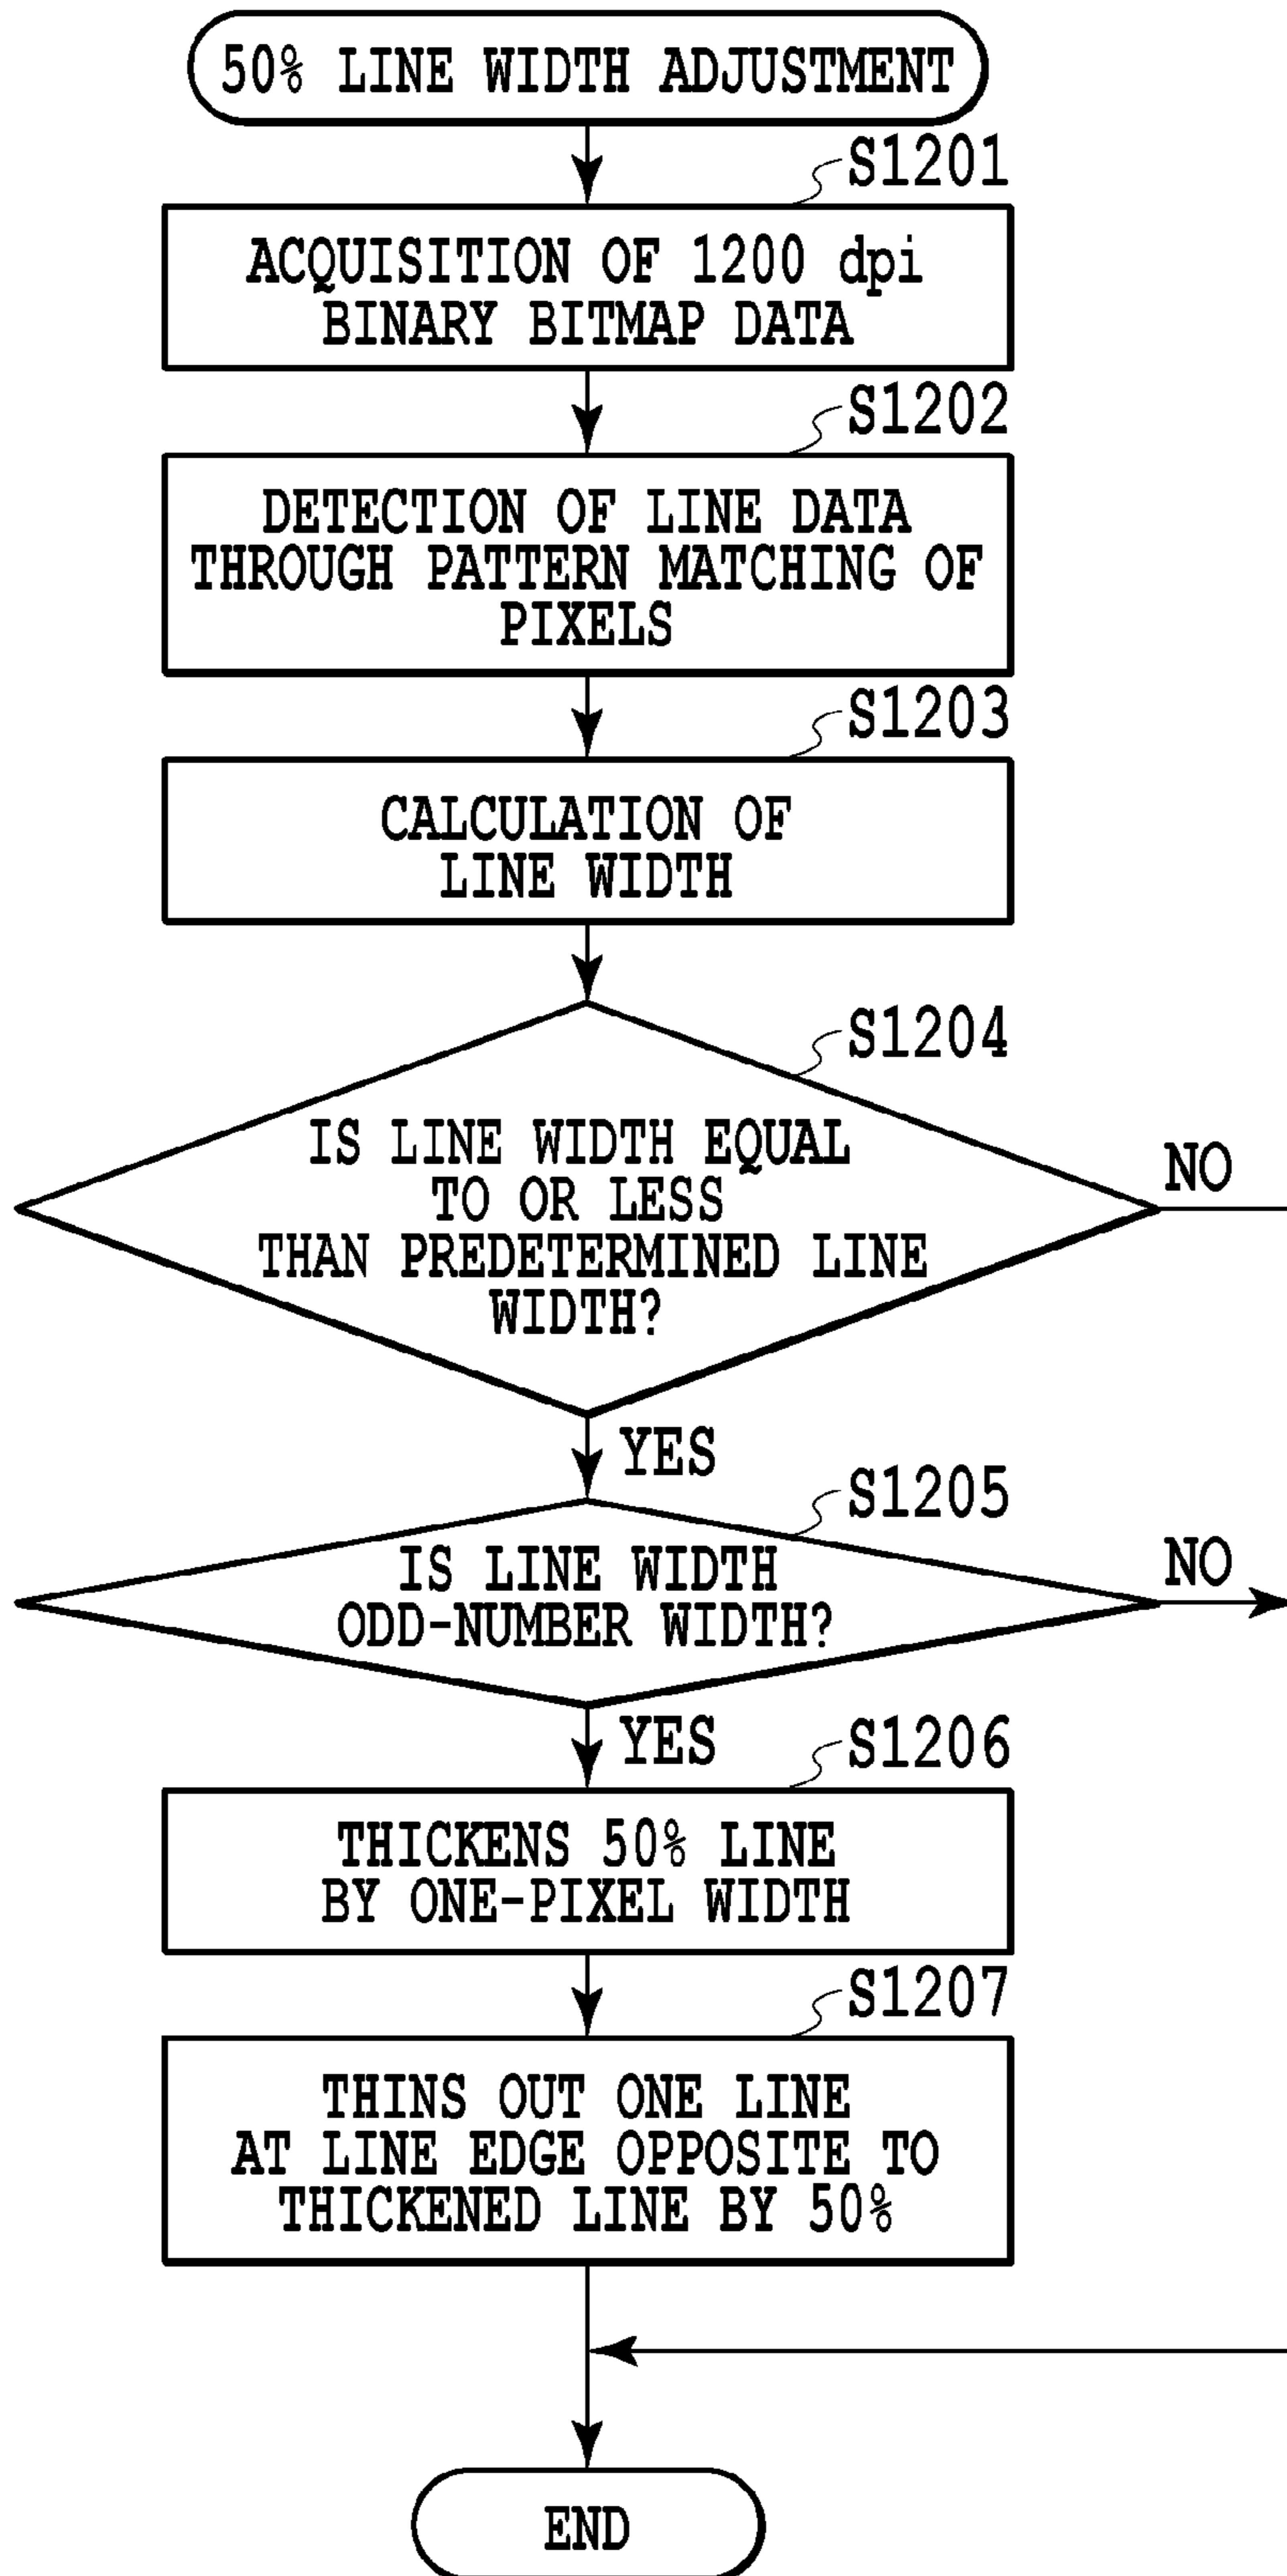 50% LINE WIDTH ADJUSTMENT
S1201
ACQUISITION OF 1200 dpi
BINARY BITMAP DATA
S1202
DETECTION OF LINE DATA
THROUGH PATTERN MATCHING OF
PIXELS
S1203
CALCULATION OF
LINE WIDTH
S1204
IS LINE WIDTH EQUAL
TO OR LESS
THAN PREDETERMINED LINE
WIDTH?
NO
YES
S1205
IS LINE WIDTH
ODD-NUMBER WIDTH?
NO
YES
S1206
THICKENS 50% LINE
BY ONE-PIXEL WIDTH
S1207
THINS OUT ONE LINE
AT LINE EDGE OPPOSITE TO
THICKENED LINE BY 50%
END